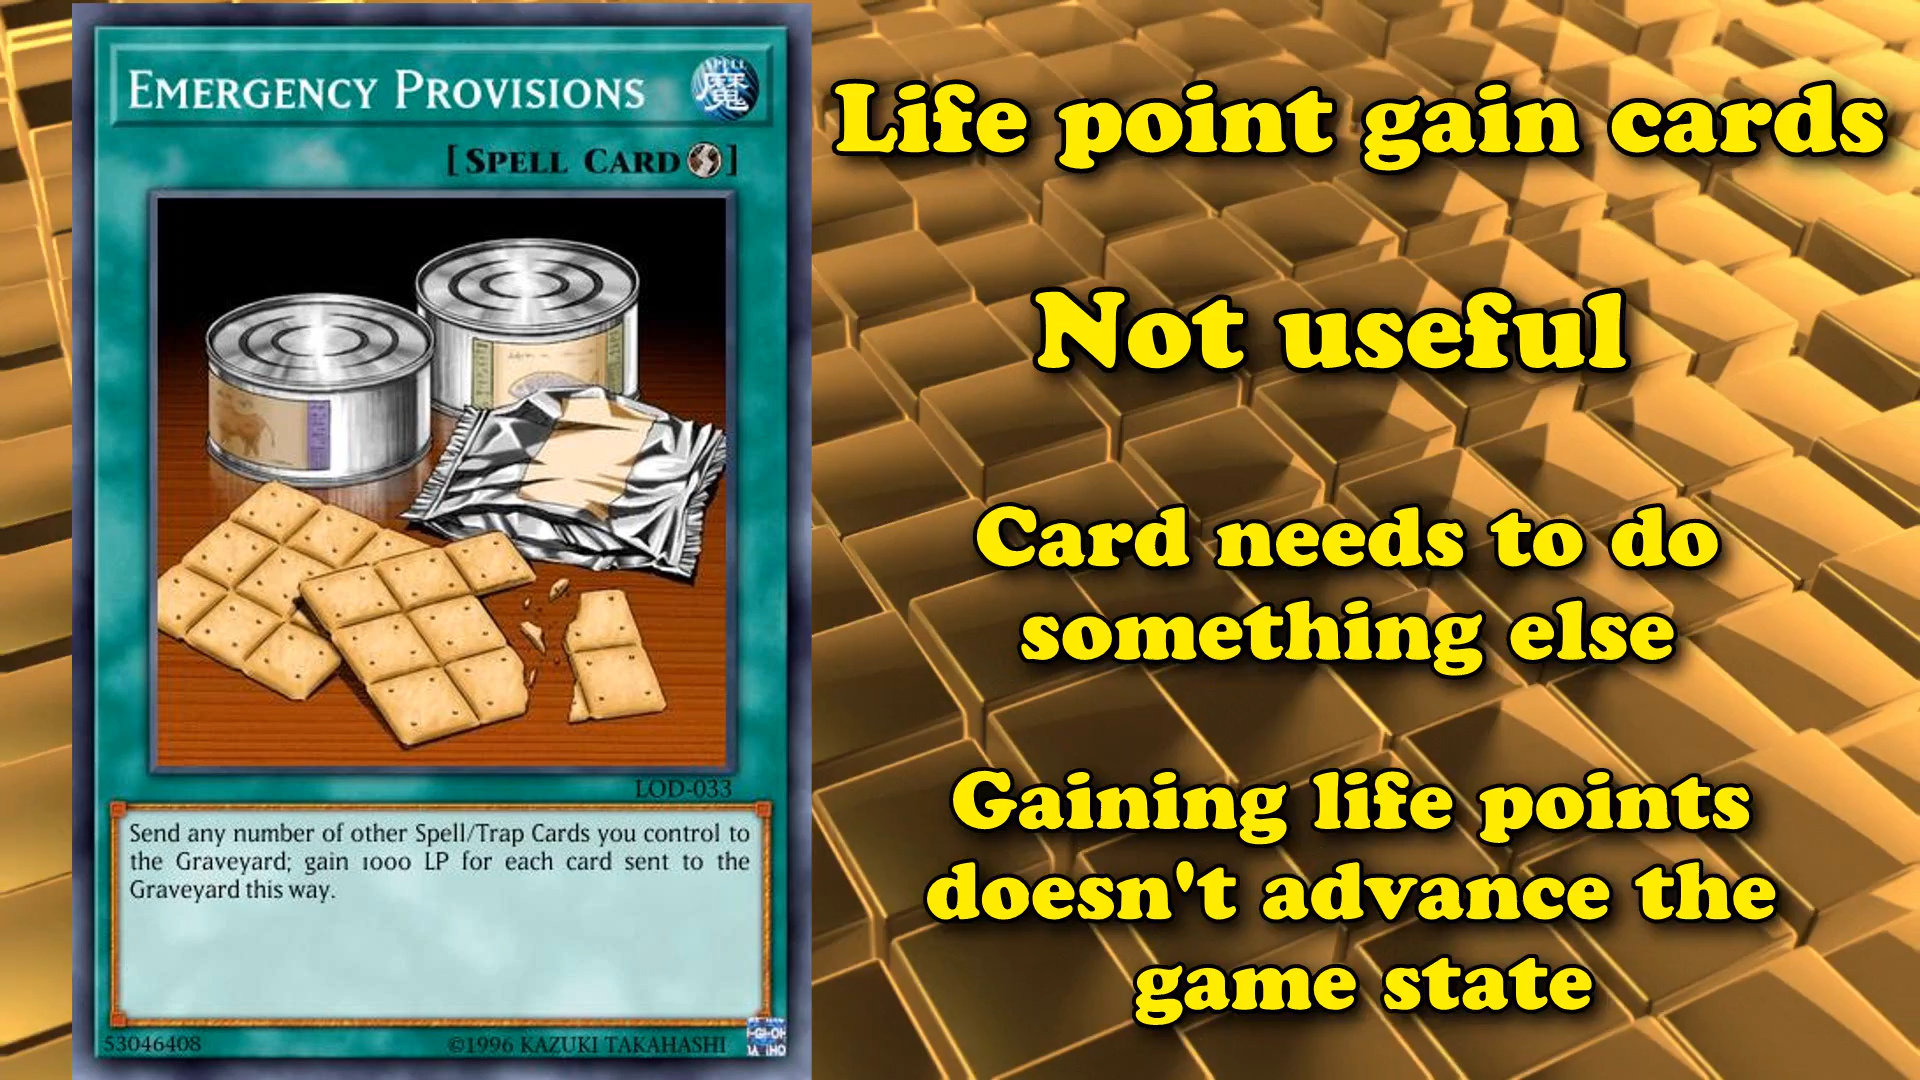 EMERGENCY PROVISIONS
SPELL
魔
[SPELL CARD]
LOD-033
Send any number of other Spell/Trap Cards you control to
the Graveyard; gain 1000 LP for each card sent to the
Graveyard this way.
53046408
©1996 KAZUKI TAKAHASHI
Life point gain cards
Not useful
Card needs to do
something else
Gaining life points
doesn't advance the
game state